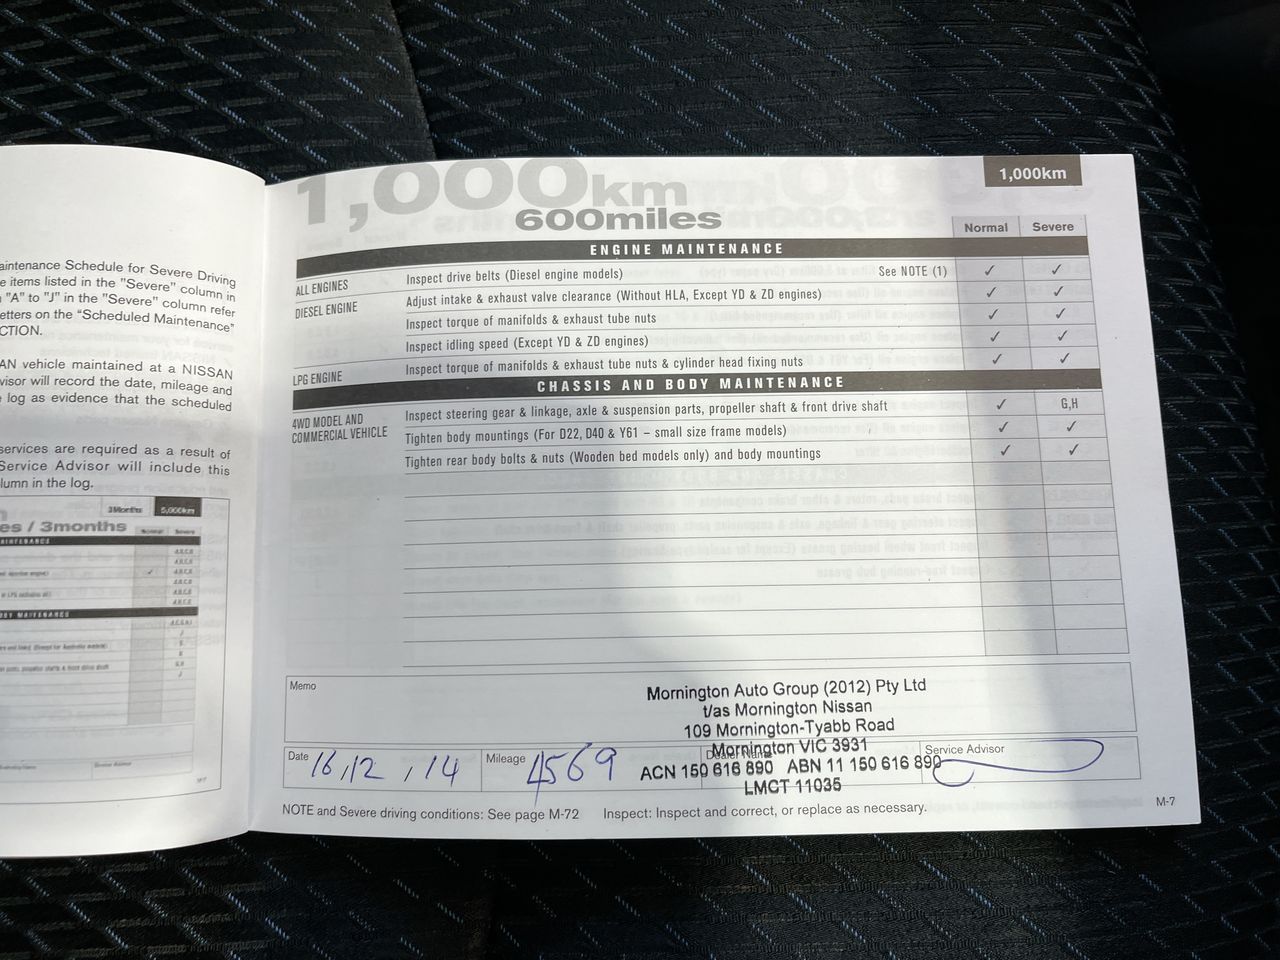 aintenance Schedule for Severe Driving
e items listed in the "Severe" column in
"A" to "J" in the "Severe" column refer
etters on the "Scheduled Maintenance"
CTION.
AN vehicle maintained at a NISSAN
visor will record the date, mileage and
log as evidence that the scheduled
services are required as a result of
Service Advisor will include this
lumn in the log.
3Months 5,000km
es / 3months
1,000km
600miles
1,000km
Normal Severe
ENGINE MAINTENANCE
ALL ENGINES Inspect drive belts (Diesel engine models) See NOTE (1) ✓ ✓
DIESEL ENGINE Adjust intake & exhaust valve clearance (Without HLA, Except YD & ZD engines) ✓ ✓
Inspect torque of manifolds & exhaust tube nuts ✓ ✓
Inspect idling speed (Except YD & ZD engines) ✓ ✓
LPG ENGINE Inspect torque of manifolds & exhaust tube nuts & cylinder head fixing nuts ✓ ✓
CHASSIS AND BODY MAINTENANCE
4WD MODEL AND Inspect steering gear & linkage, axle & suspension parts, propeller shaft & front drive shaft ✓ G,H
COMMERCIAL VEHICLE Tighten body mountings (For D22, D40 & Y61 – small size frame models) ✓ ✓
Tighten rear body bolts & nuts (Wooden bed models only) and body mountings ✓ ✓
Memo
Mornington Auto Group (2012) Pty Ltd
t/as Mornington Nissan
109 Mornington-Tyabb Road
Mornington VIC 3931
ACN 150 616 890 ABN 11 150 616 890
LMCT 11035
Date 16,12,14 Mileage 4569 Dealer Name Service Advisor
NOTE and Severe driving conditions: See page M-72 Inspect: Inspect and correct, or replace as necessary.
M-7